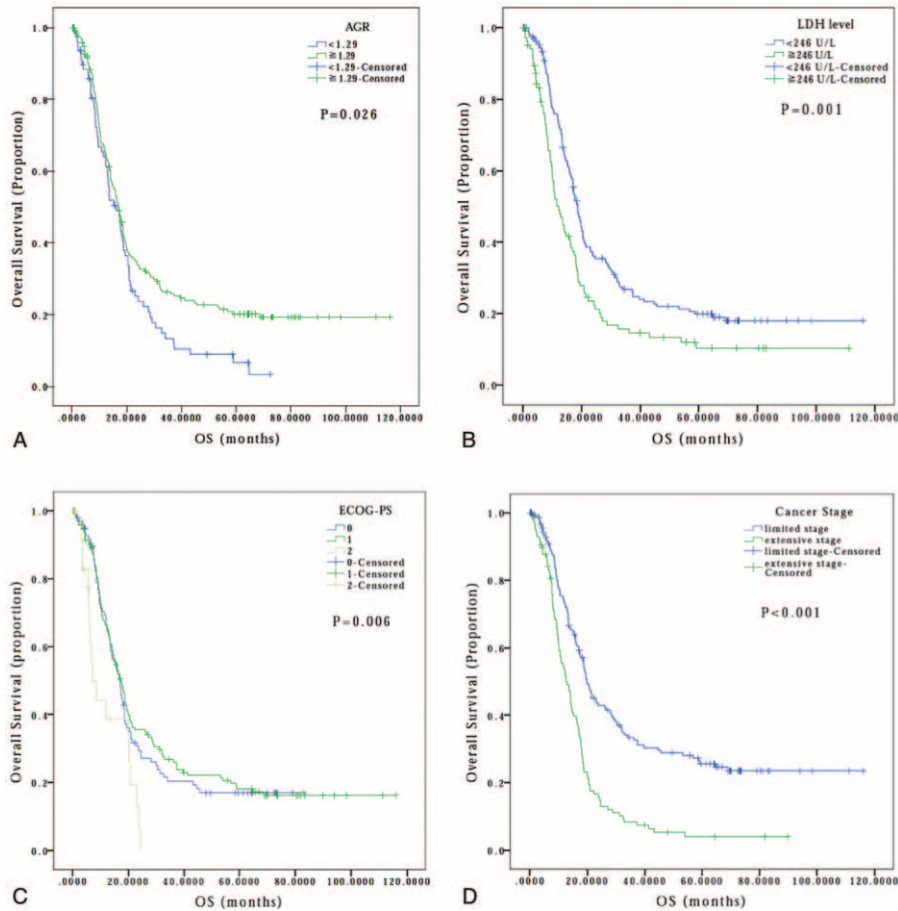 AGR
<1.29
≧1.29
<1.29-Censored
≧1.29-Censored
P=0.026
Overall Survival (Proportion)
1.0
0.8
0.6
0.4
0.2
0.0
.0000 20.0000 40.0000 60.0000 80.0000 100.0000 120.0000
OS (months)
A
LDH level
<246 U/L
≧246 U/L
<246 U/L-Censored
≧246 U/L-Censored
P=0.001
Overall Survival (Proportion)
1.0
0.8
0.6
0.4
0.2
0.0
.0000 20.0000 40.0000 60.0000 80.0000 100.0000 120.0000
OS (months)
B
ECOG-PS
0
1
2
0-Censored
1-Censored
2-Censored
P=0.006
Overall Survival (proportion)
1.0
0.8
0.6
0.4
0.2
0.0
.0000 20.0000 40.0000 60.0000 80.0000 100.0000 120.0000
OS (months)
C
Cancer Stage
limited stage
extensive stage
limited stage-Censored
extensive stage-
Censored
P<0.001
Overall Survival (Proportion)
1.0
0.8
0.6
0.4
0.2
0.0
.0000 20.0000 40.0000 60.0000 80.0000 100.0000 120.0000
OS (months)
D